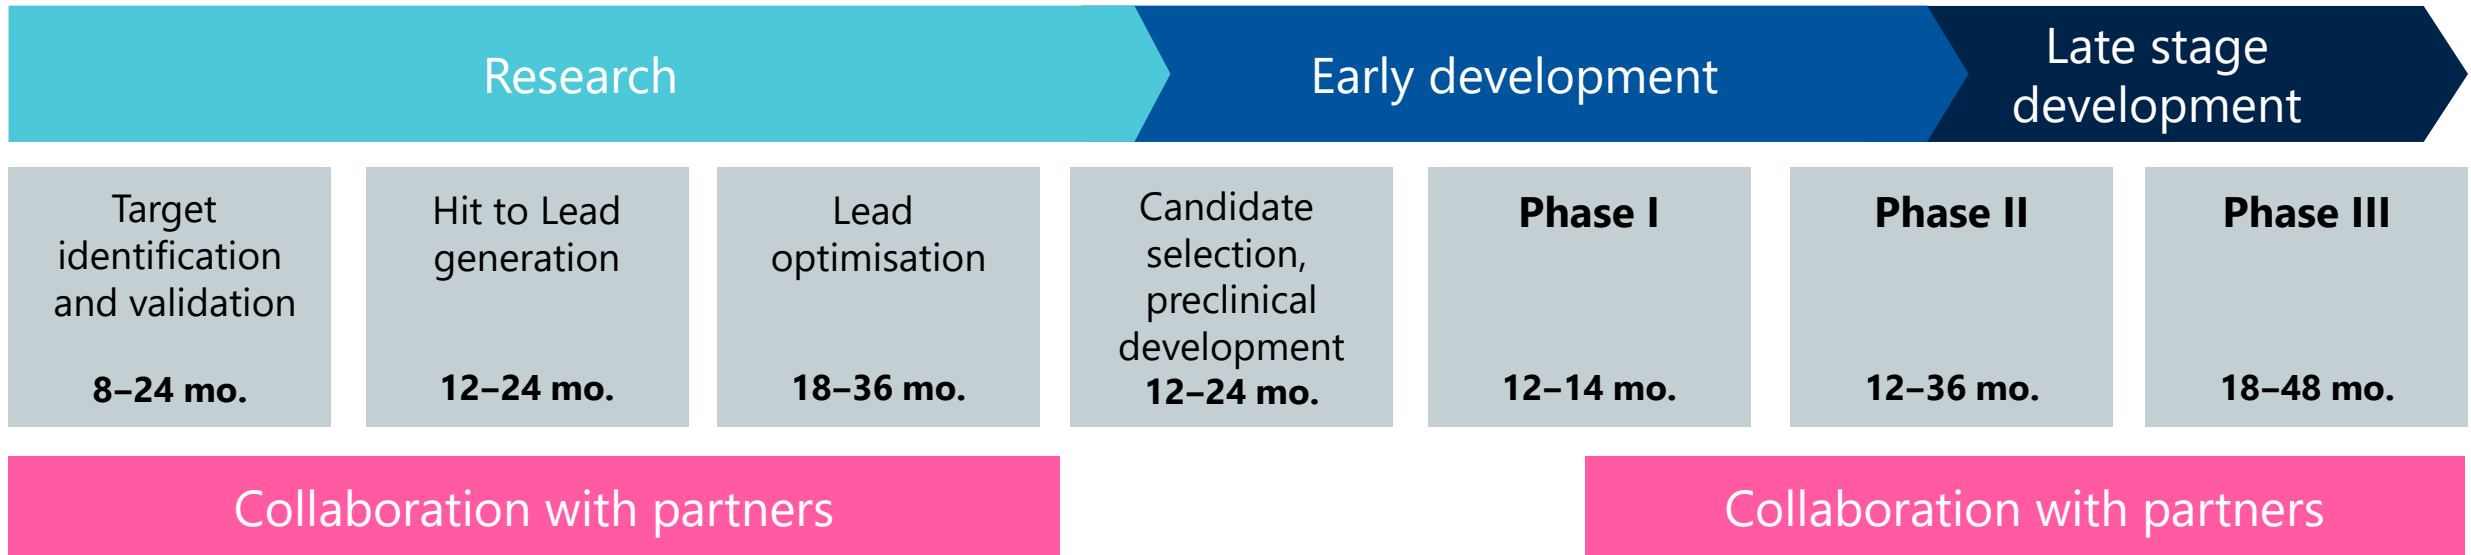 Research
Early development
Late stage
development
Target
identification
and validation
8–24 mo.
Hit to Lead
generation
12–24 mo.
Lead
optimisation
18–36 mo.
Candidate
selection,
preclinical
development
12–24 mo.
Phase I
12–14 mo.
Phase II
12–36 mo.
Phase III
18–48 mo.
Collaboration with partners
Collaboration with partners